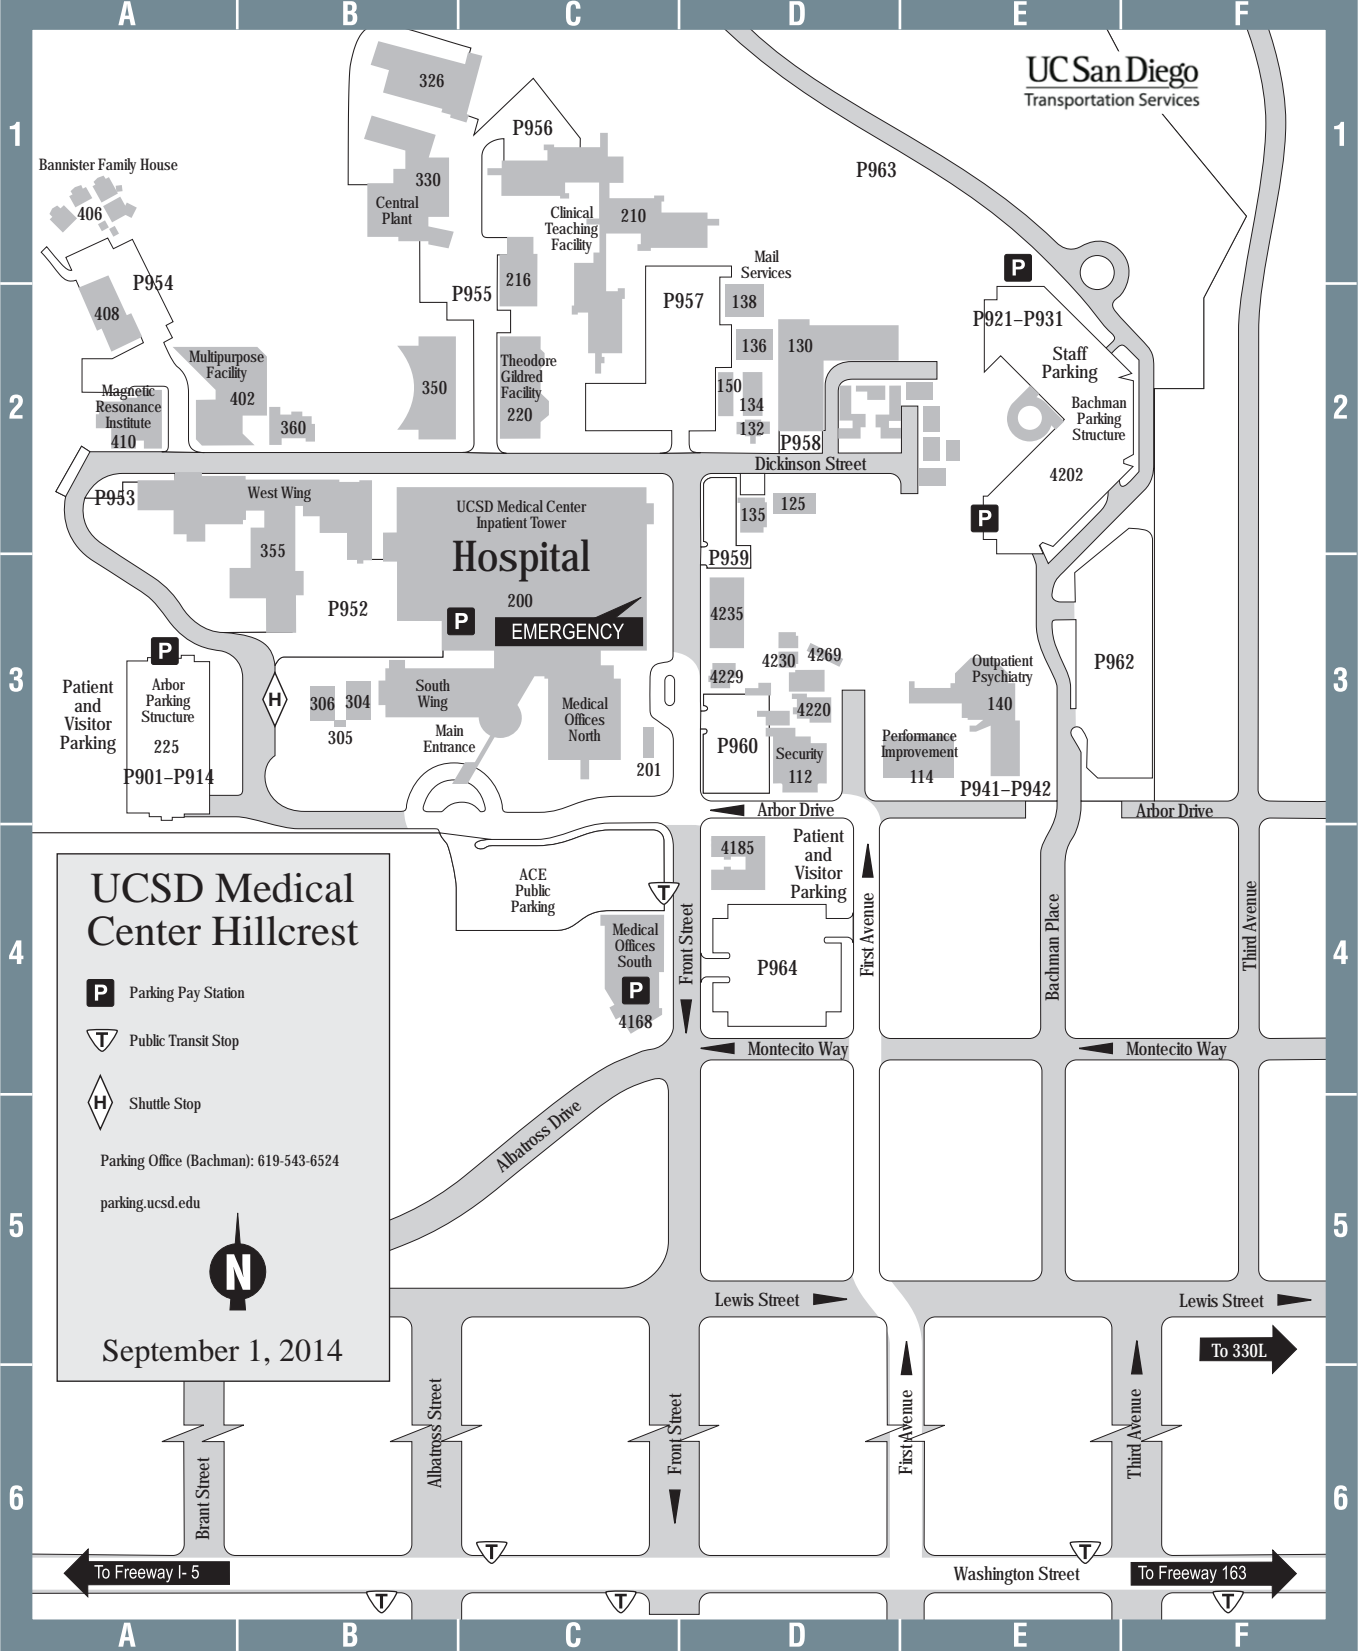 A B C D E F
1
1
UC San Diego
Transportation Services
326
P956
P963
Bannister Family House
406
330
Central
Plant
Clinical
Teaching
Facility
210
Mail
Services
P
P954
216
P955
P957
138
408
P921–P931
136
130
Staff
Parking
Multipurpose
Facility
402
350
Theodore
Gildred
Facility
220
150
134
132
P958
Magnetic
Resonance
Institute
410
360
2
2
Bachman
Parking
Structure
4202
Dickinson Street
P953
West Wing
UCSD Medical Center
Inpatient Tower
Hospital
200
EMERGENCY
P
135
125
P
355
P959
P952
4235
P
4230
4269
4229
4220
Outpatient
Psychiatry
140
P962
3
3
Patient
and
Visitor
Parking
Arbor
Parking
Structure
225
P901–P914
H
306
304
305
South
Wing
Main
Entrance
Medical
Offices
North
201
P960
Security
112
Performance
Improvement
114
P941–P942
Arbor Drive
Arbor Drive
4185
Patient
and
Visitor
Parking
ACE
Public
Parking
T
Medical
Offices
South
P
4168
Front Street
P964
First Avenue
Bachman Place
Third Avenue
4
4
Montecito Way
Montecito Way
UCSD Medical
Center Hillcrest
P Parking Pay Station
T Public Transit Stop
H Shuttle Stop
Parking Office (Bachman): 619-543-6524
parking.ucsd.edu
N
September 1, 2014
Albatross Drive
5
5
Lewis Street
Lewis Street
To 330L
Brant Street
Albatross Street
Front Street
First Avenue
Third Avenue
6
6
T
T
To Freeway I- 5
Washington Street
To Freeway 163
T
T
T
A B C D E F